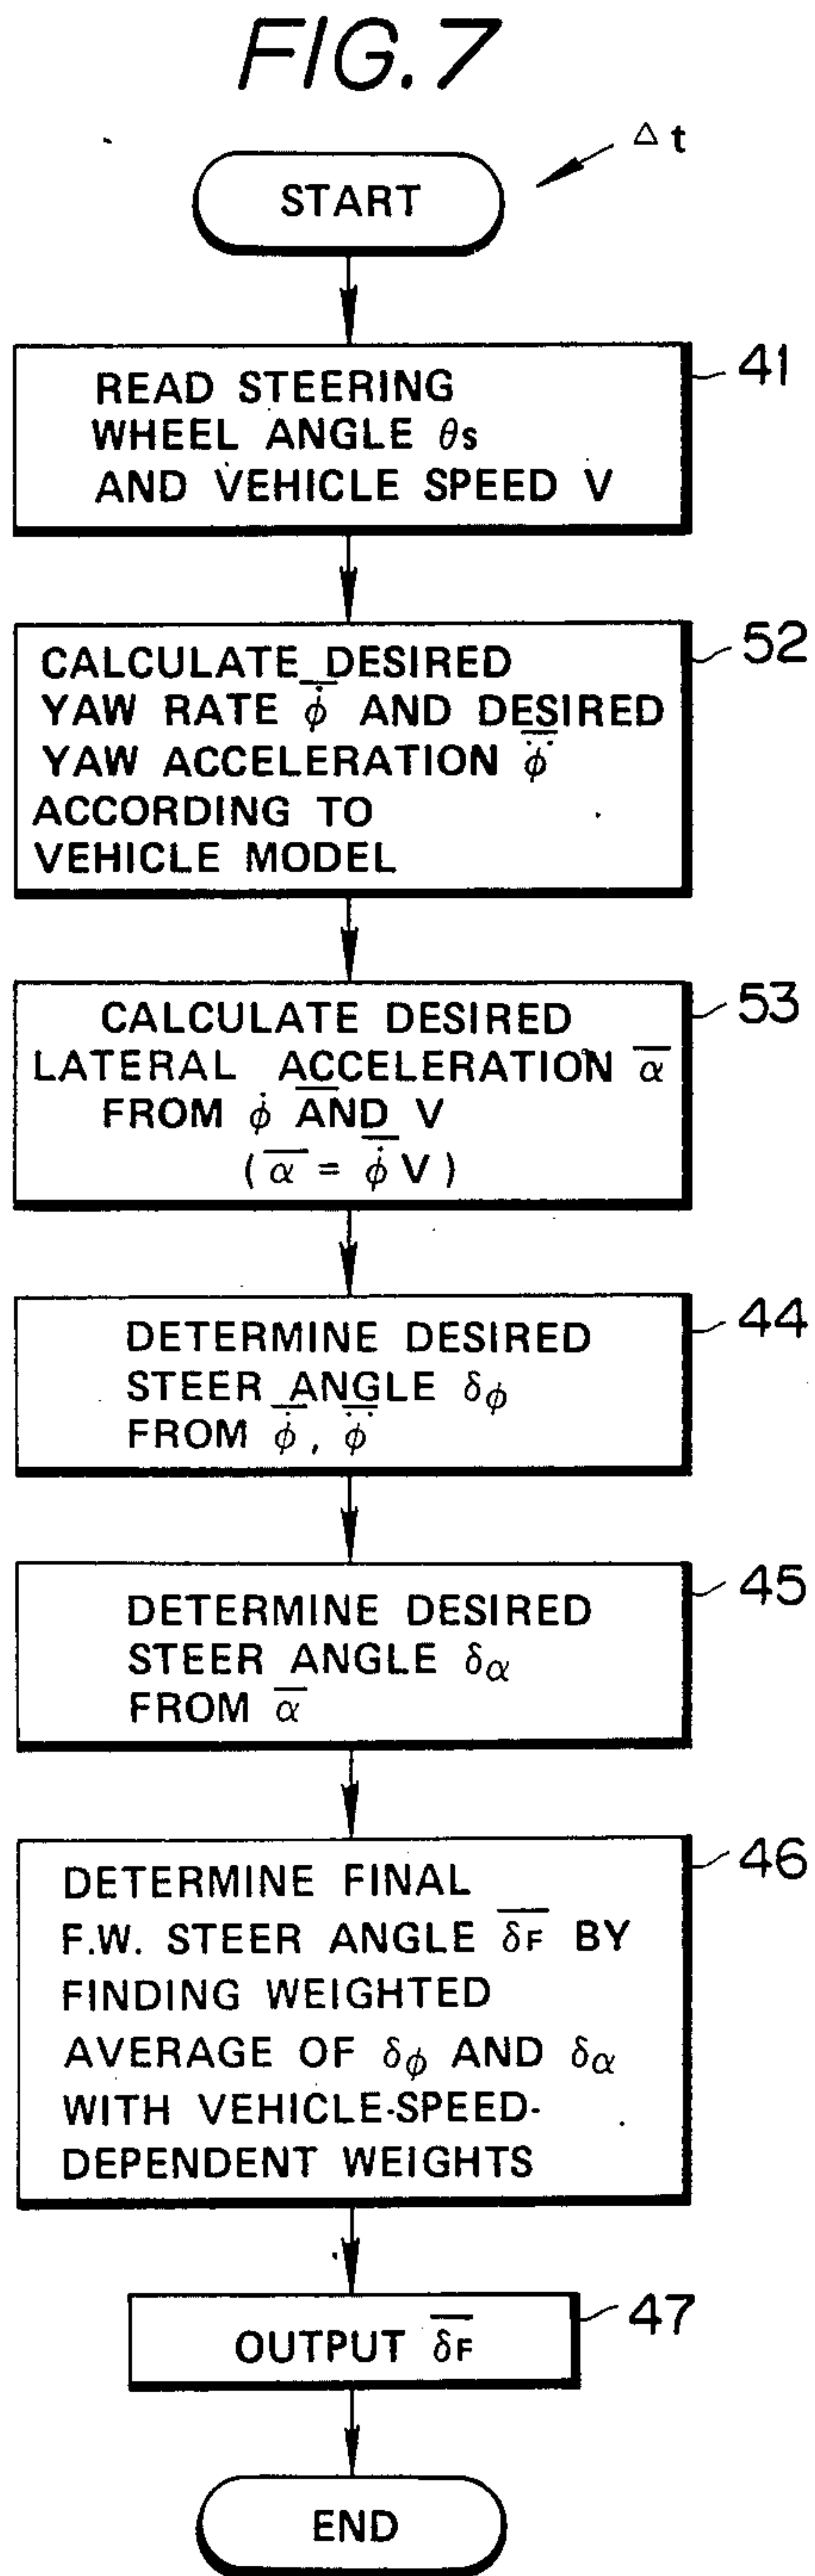 FIG. 7
Δt
START
41
READ STEERING
WHEEL ANGLE θs
AND VEHICLE SPEED V
52
CALCULATE DESIRED
YAW RATE φ̇̅ AND DESIRED
YAW ACCELERATION φ̈̅
ACCORDING TO
VEHICLE MODEL
53
CALCULATE DESIRED
LATERAL ACCELERATION α̅
FROM φ̇ AND V
(α̅ = φ̇̅ V)
44
DETERMINE DESIRED
STEER ANGLE δφ
FROM φ̇̅, φ̈̅
45
DETERMINE DESIRED
STEER ANGLE δα
FROM α̅
46
DETERMINE FINAL
F.W. STEER ANGLE δ̅F̅ BY
FINDING WEIGHTED
AVERAGE OF δφ AND δα
WITH VEHICLE-SPEED-
DEPENDENT WEIGHTS
47
OUTPUT δ̅F̅
END